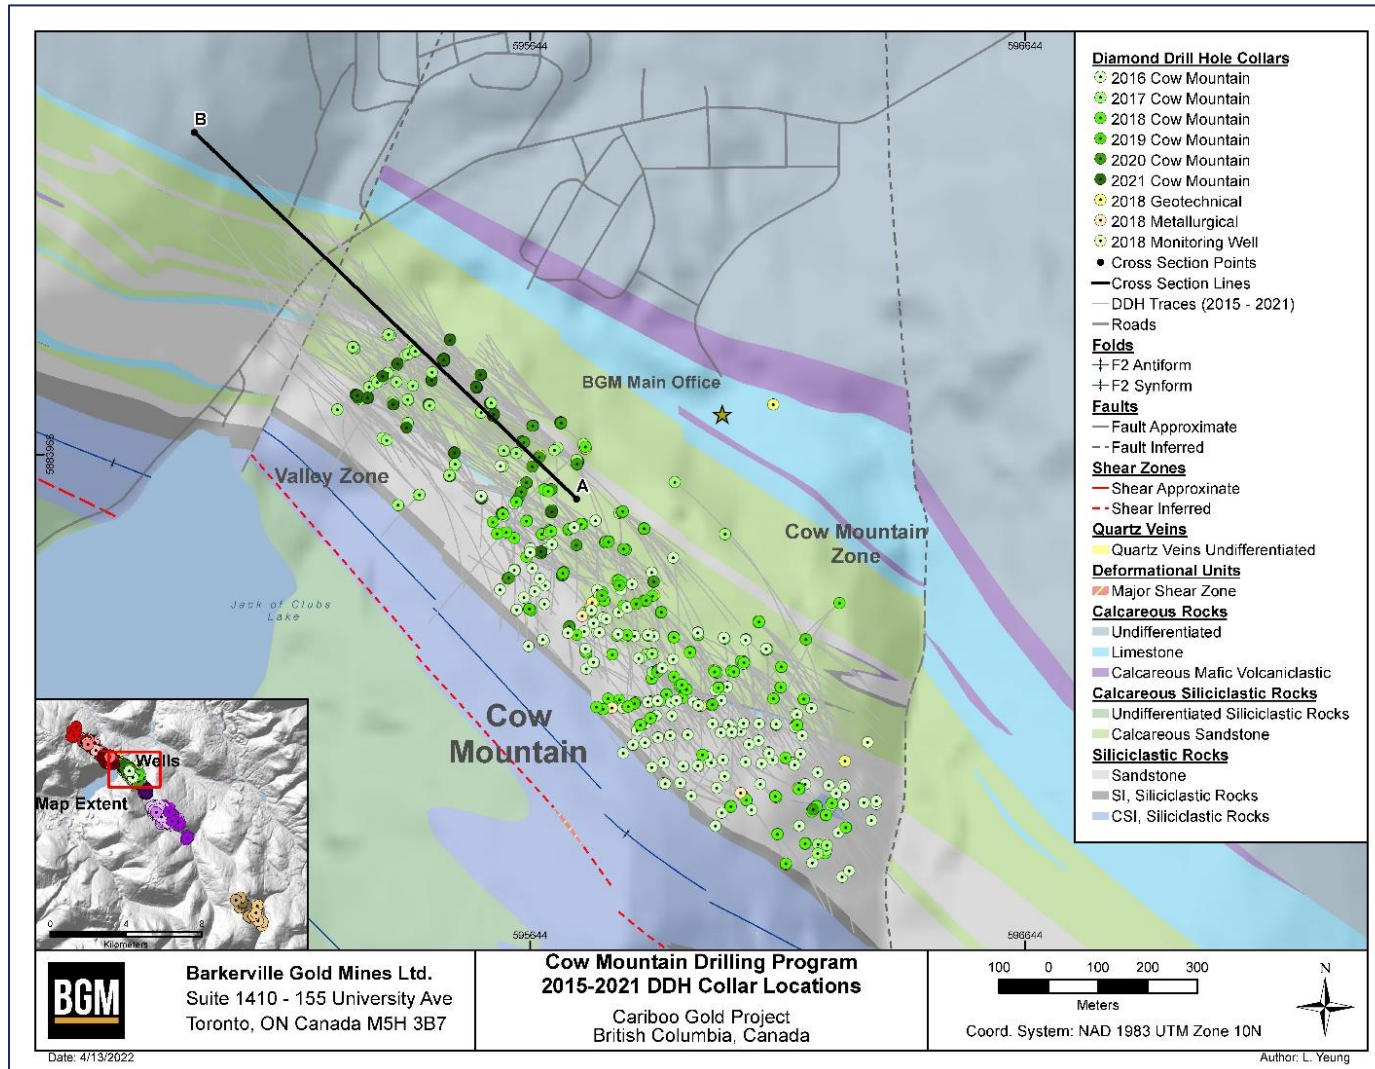 595644
596644
B
BGM Main Office
Valley Zone
A
Cow Mountain
Zone
5883966
Jack of Clubs
Lake
Cow
Mountain
Wells
Map Extent
0 4 8
Kilometers
595644
596644
Diamond Drill Hole Collars
2016 Cow Mountain
2017 Cow Mountain
2018 Cow Mountain
2019 Cow Mountain
2020 Cow Mountain
2021 Cow Mountain
2018 Geotechnical
2018 Metallurgical
2018 Monitoring Well
Cross Section Points
Cross Section Lines
DDH Traces (2015 - 2021)
Roads
Folds
F2 Antiform
F2 Synform
Faults
Fault Approximate
Fault Inferred
Shear Zones
Shear Approximate
Shear Inferred
Quartz Veins
Quartz Veins Undifferentiated
Deformational Units
Major Shear Zone
Calcareous Rocks
Undifferentiated
Limestone
Calcareous Mafic Volcaniclastic
Calcareous Siliciclastic Rocks
Undifferentiated Siliciclastic Rocks
Calcareous Sandstone
Siliciclastic Rocks
Sandstone
SI, Siliciclastic Rocks
CSI, Siliciclastic Rocks
BGM
Barkerville Gold Mines Ltd.
Suite 1410 - 155 University Ave
Toronto, ON Canada M5H 3B7
Cow Mountain Drilling Program
2015-2021 DDH Collar Locations
Cariboo Gold Project
British Columbia, Canada
100 0 100 200 300
Meters
Coord. System: NAD 1983 UTM Zone 10N
N
Date: 4/13/2022
Author: L. Yeung